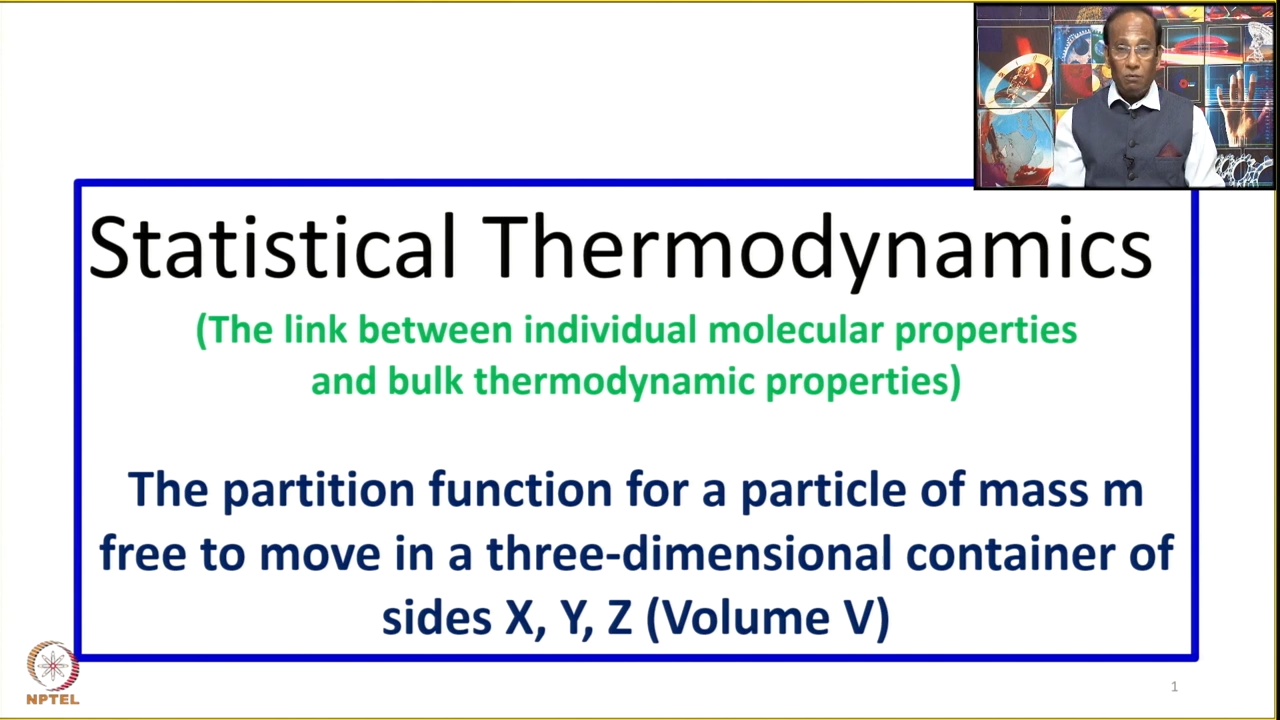 Statistical Thermodynamics
(The link between individual molecular properties
and bulk thermodynamic properties)
The partition function for a particle of mass m
free to move in a three-dimensional container of
sides X, Y, Z (Volume V)
NPTEL
1